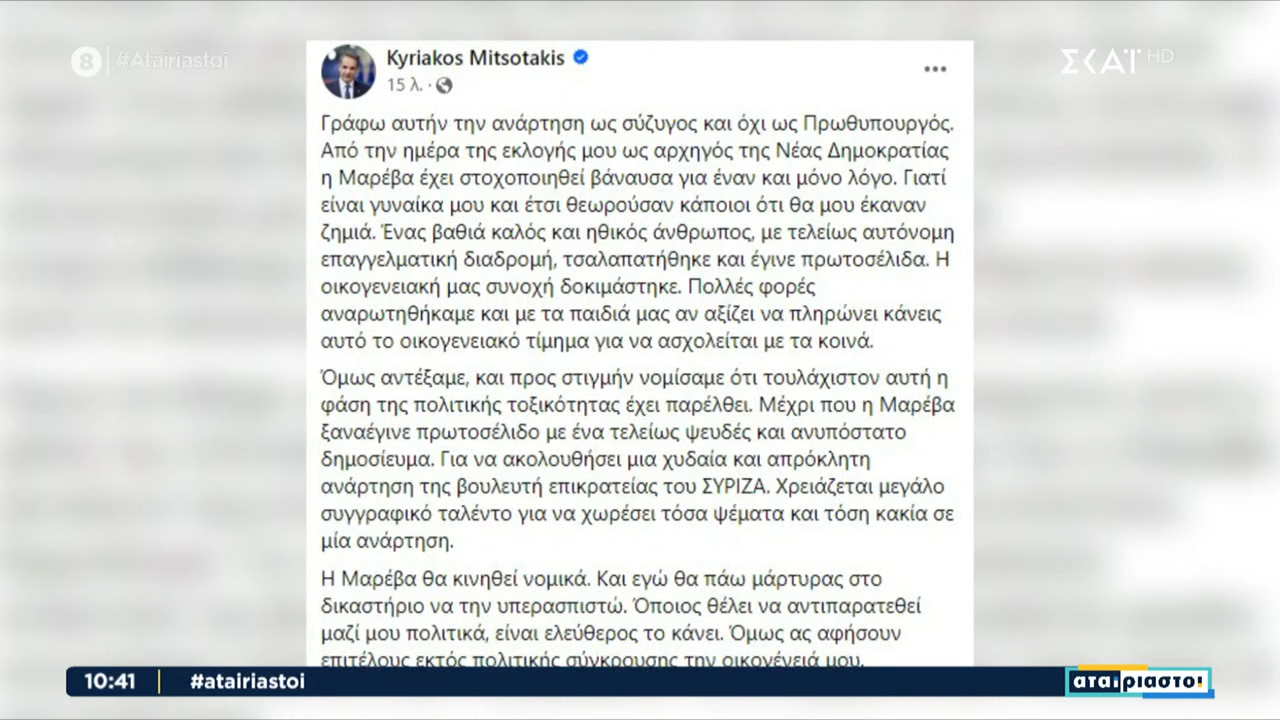 8 #Atairiastoi
ΣΚΑΪ HD
Kyriakos Mitsotakis
15 λ.
Γράφω αυτήν την ανάρτηση ως σύζυγος και όχι ως Πρωθυπουργός.
Από την ημέρα της εκλογής μου ως αρχηγός της Νέας Δημοκρατίας
η Μαρέβα έχει στοχοποιηθεί βάναυσα για έναν και μόνο λόγο. Γιατί
είναι γυναίκα μου και έτσι θεωρούσαν κάποιοι ότι θα μου έκαναν
ζημιά. Ένας βαθιά καλός και ηθικός άνθρωπος, με τελείως αυτόνομη
επαγγελματική διαδρομή, τσαλαπατήθηκε και έγινε πρωτοσέλιδα. Η
οικογενειακή μας συνοχή δοκιμάστηκε. Πολλές φορές
αναρωτηθήκαμε και με τα παιδιά μας αν αξίζει να πληρώνει κάνεις
αυτό το οικογενειακό τίμημα για να ασχολείται με τα κοινά.
Όμως αντέξαμε, και προς στιγμήν νομίσαμε ότι τουλάχιστον αυτή η
φάση της πολιτικής τοξικότητας έχει παρέλθει. Μέχρι που η Μαρέβα
ξαναέγινε πρωτοσέλιδο με ένα τελείως ψευδές και ανυπόστατο
δημοσίευμα. Για να ακολουθήσει μια χυδαία και απρόκλητη
ανάρτηση της βουλευτή επικρατείας του ΣΥΡΙΖΑ. Χρειάζεται μεγάλο
συγγραφικό ταλέντο για να χωρέσει τόσα ψέματα και τόση κακία σε
μία ανάρτηση.
Η Μαρέβα θα κινηθεί νομικά. Και εγώ θα πάω μάρτυρας στο
δικαστήριο να την υπερασπιστώ. Όποιος θέλει να αντιπαρατεθεί
μαζί μου πολιτικά, είναι ελεύθερος το κάνει. Όμως ας αφήσουν
επιτέλους εκτός πολιτικής σύγκρουσης την οικογένειά μου.
10:41 #atairiastoi αταίριαστοι